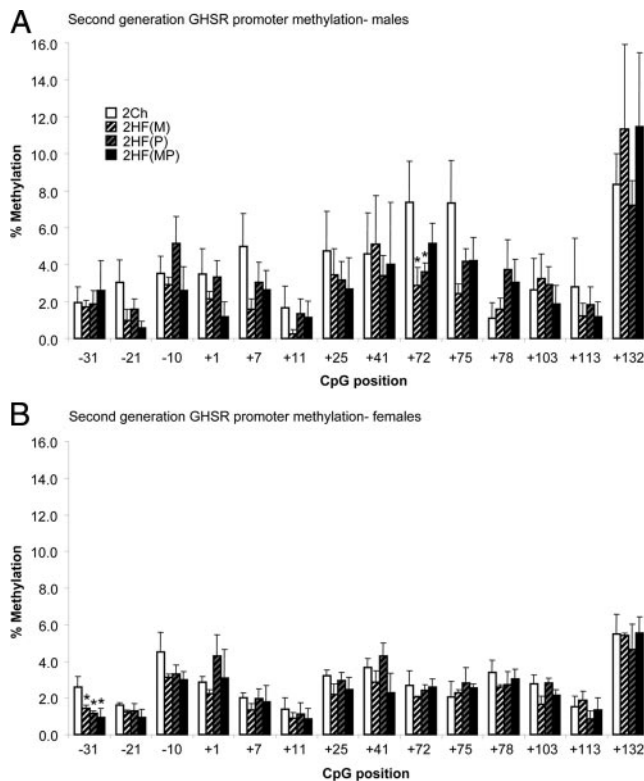 A
Second generation GHSR promoter methylation- males
16.0
14.0
12.0
10.0
8.0
6.0
4.0
2.0
0.0
% Methylation
2Ch
2HF(M)
2HF(P)
2HF(MP)
* *
-31 -21 -10 +1 +7 +11 +25 +41 +72 +75 +78 +103 +113 +132
CpG position
B
Second generation GHSR promoter methylation- females
16.0
14.0
12.0
10.0
8.0
6.0
4.0
2.0
0.0
% Methylation
* * **
-31 -21 -10 +1 +7 +11 +25 +41 +72 +75 +78 +103 +113 +132
CpG position